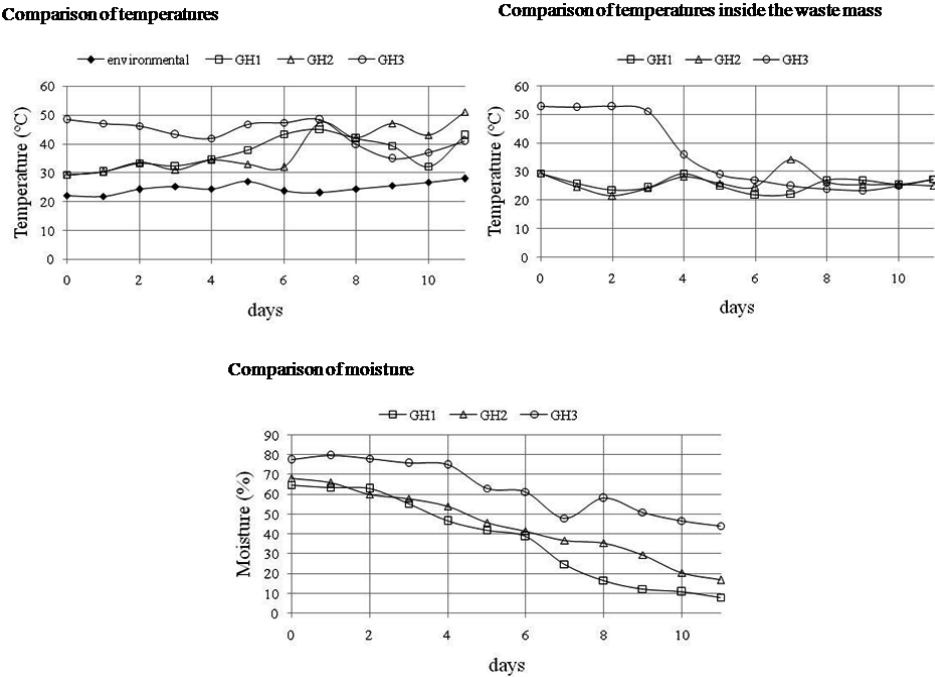 Comparison of temperatures
environmental GH1 GH2 GH3
Temperature (°C)
60
50
40
30
20
10
0
0 2 4 6 8 10
days
Comparison of temperatures inside the waste mass
GH1 GH2 GH3
Temperature (°C)
60
50
40
30
20
10
0
0 2 4 6 8 10
days
Comparison of moisture
GH1 GH2 GH3
Moisture (%)
90
80
70
60
50
40
30
20
10
0
0 2 4 6 8 10
days